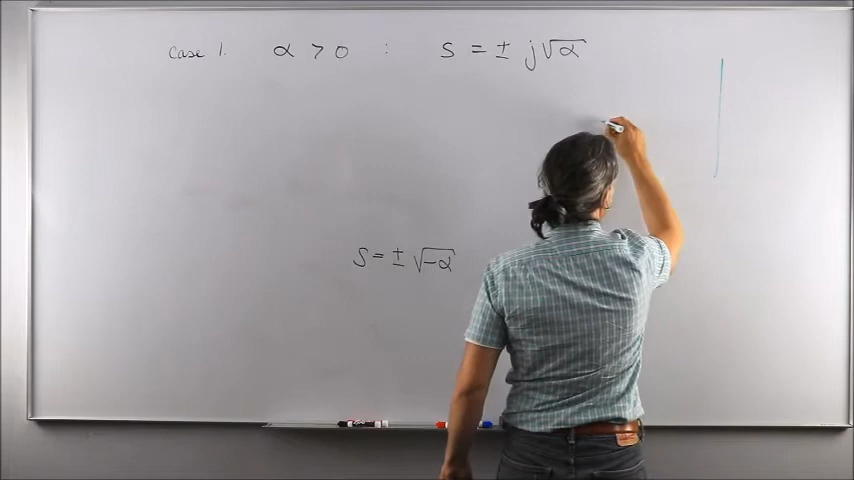 Case 1. α > 0 : S = ± j√α
S = ± √-α